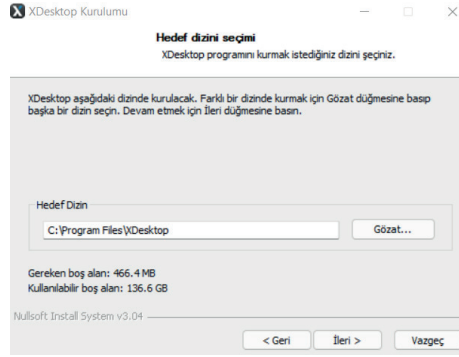 XDesktop Kurulumu
Hedef dizini seçimi
XDesktop programını kurmak istediğiniz dizini seçiniz.
XDesktop aşağıdaki dizinde kurulacak. Farklı bir dizinde kurmak için Gözat düğmesine basıp
başka bir dizin seçin. Devam etmek için İleri düğmesine basın.
Hedef Dizin
C:\Program Files\XDesktop
Gözat...
Gereken boş alan: 466.4 MB
Kullanılabilir boş alan: 136.6 GB
Nullsoft Install System v3.04
< Geri
İleri >
Vazgeç